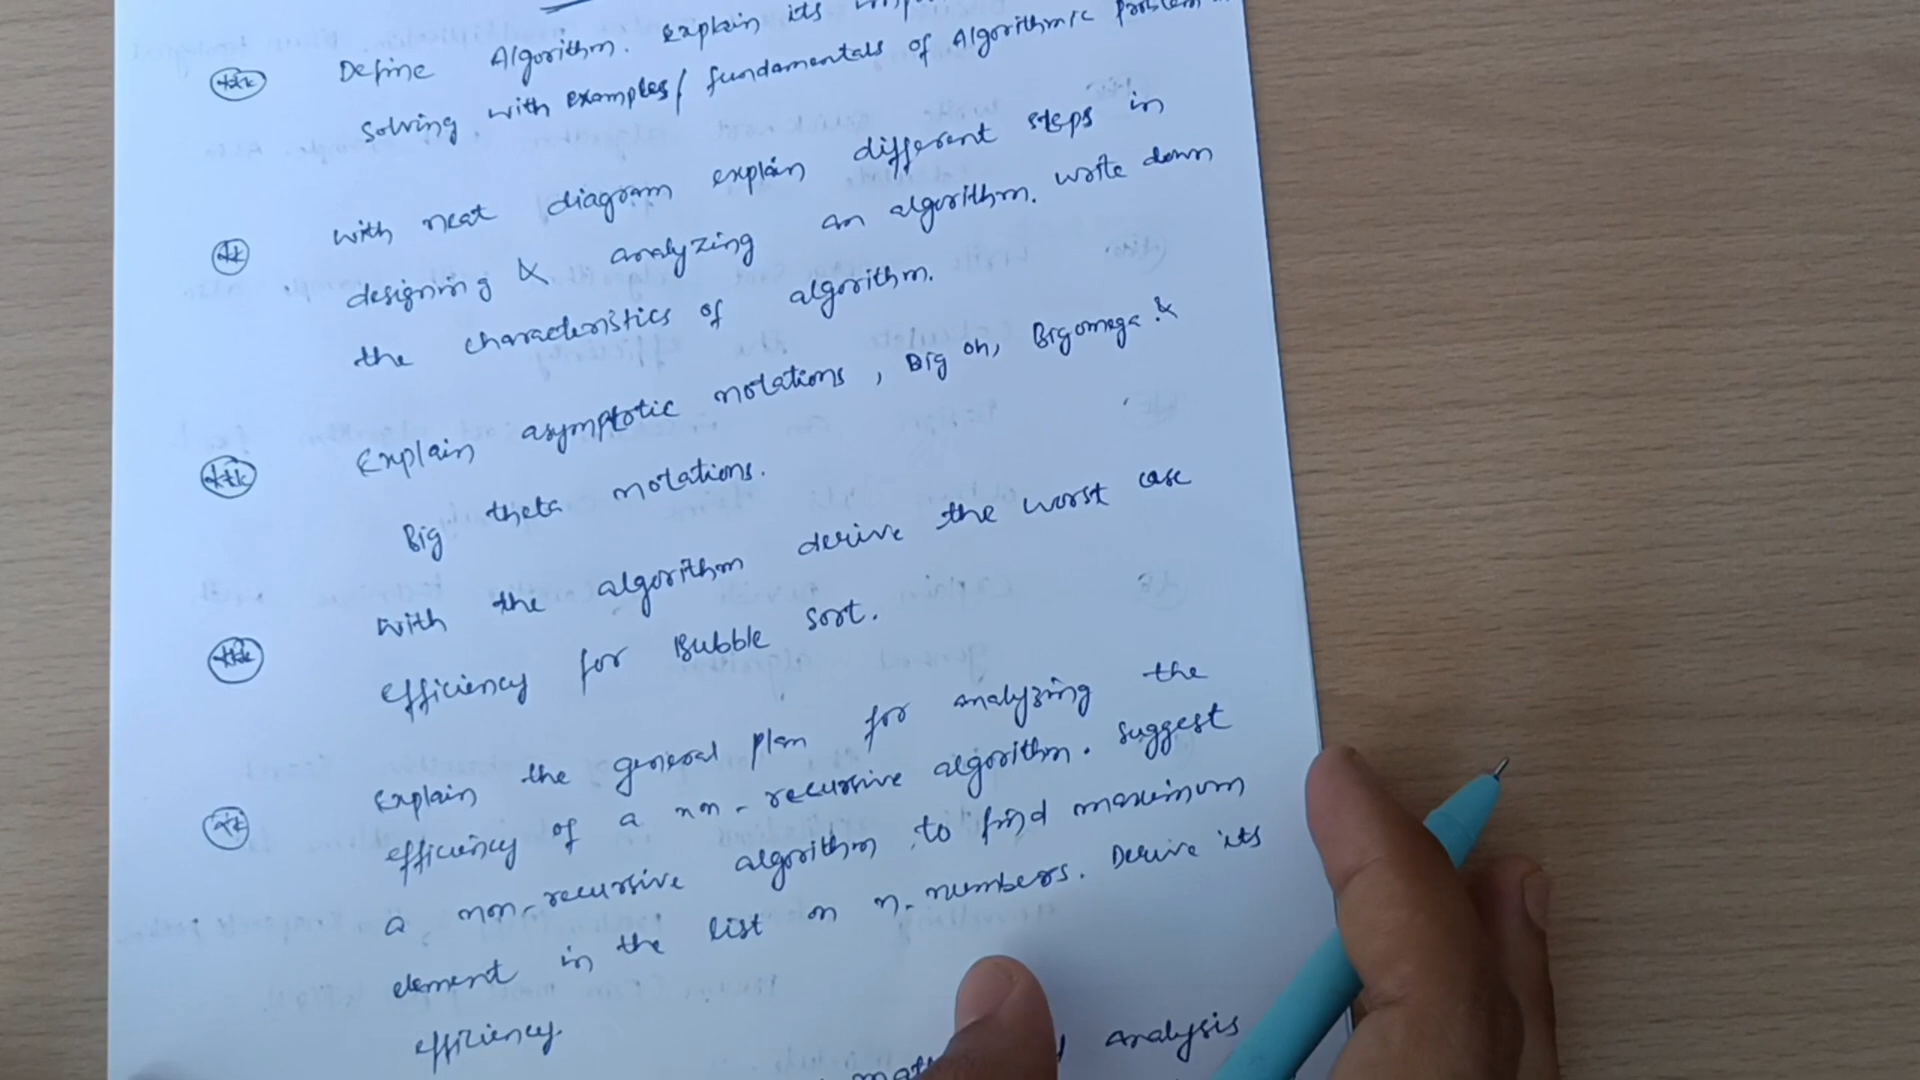 Define Algorithm. Explain its
solving with examples / fundamentals of Algorithmic problem
with neat diagram explain different steps in
designing & analyzing an algorithm. write down
the characteristics of algorithm.
Explain asymptotic notations, Big oh, Big omega &
Big theta notations.
with the algorithm derive the worst case
efficiency for Bubble sort.
Explain the general plan for analyzing the
efficiency of a non-recursive algorithm. suggest
a non-recursive algorithm to find maximum
element in the list on n-numbers. Derive its
efficiency.
analysis